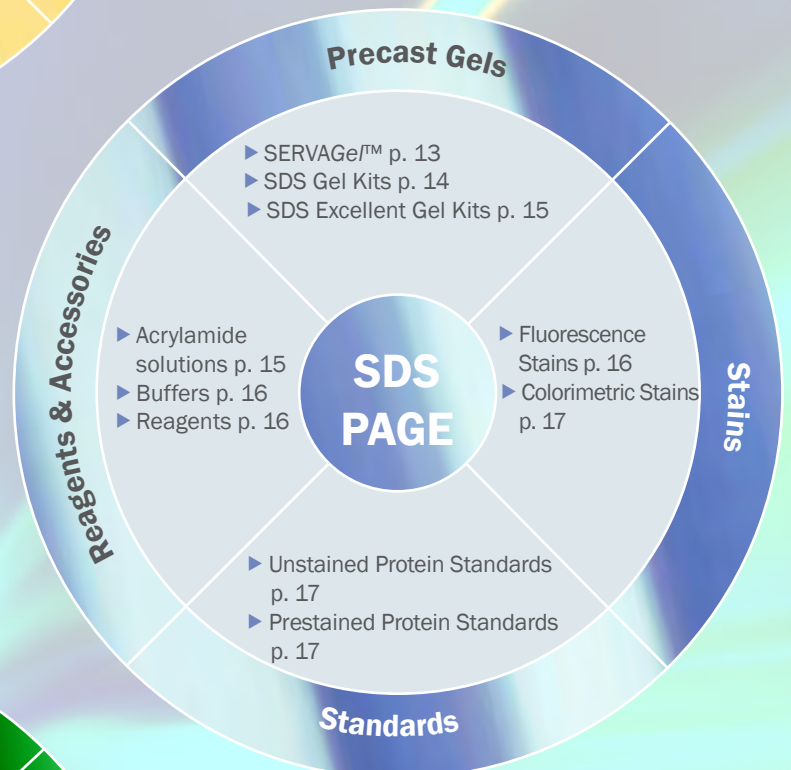 Precast Gels
▶ SERVAGel™ p. 13
▶ SDS Gel Kits p. 14
▶ SDS Excellent Gel Kits p. 15
Reagents & Accessories
▶ Acrylamide
solutions p. 15
▶ Buffers p. 16
▶ Reagents p. 16
SDS
PAGE
▶ Fluorescence
Stains p. 16
▶ Colorimetric Stains
p. 17
Stains
▶ Unstained Protein Standards
p. 17
▶ Prestained Protein Standards
p. 17
Standards